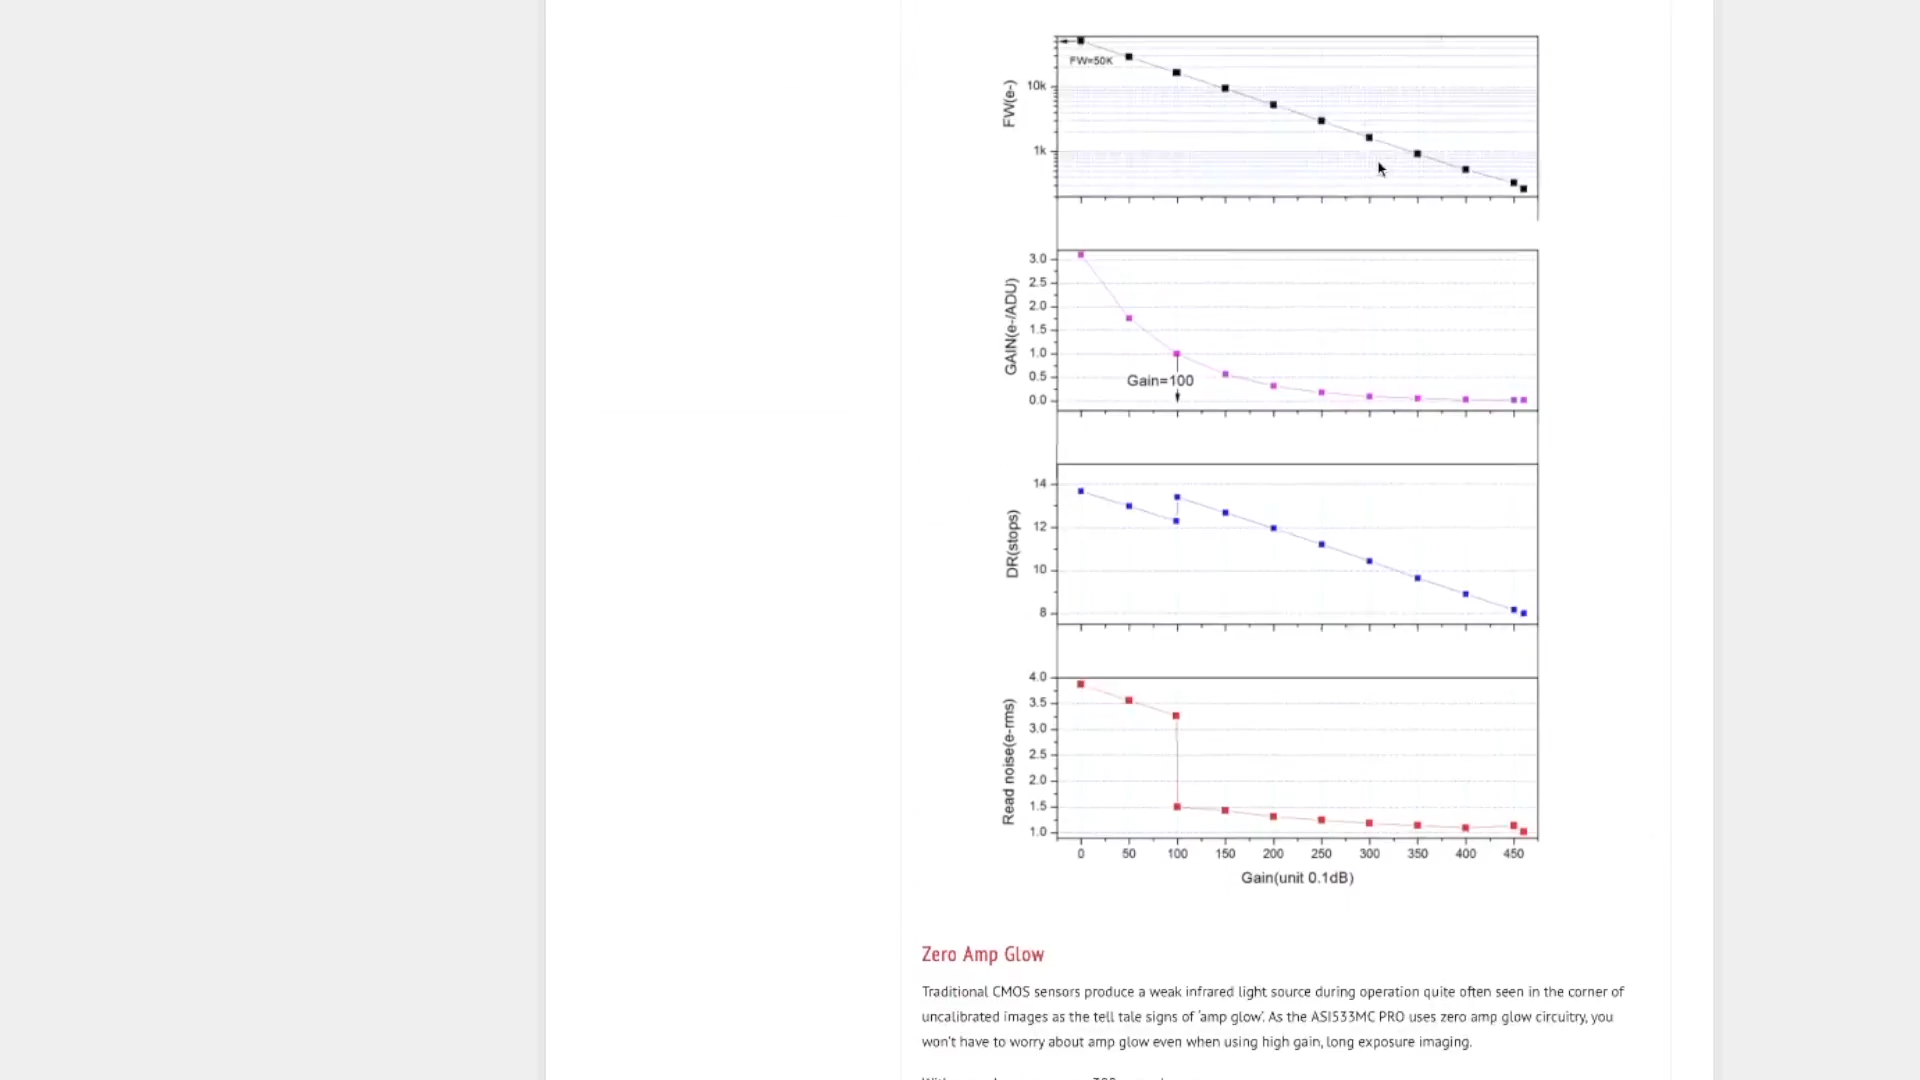 FW=50K
FW(e-)
10k
1k
3.0
2.5
2.0
1.5
1.0
0.5
0.0
GAIN(e-/ADU)
Gain=100
14
12
10
8
DR(stops)
4.0
3.5
3.0
2.5
2.0
1.5
1.0
Read noise(e-rms)
0 50 100 150 200 250 300 350 400 450
Gain(unit 0.1dB)
Zero Amp Glow
Traditional CMOS sensors produce a weak infrared light source during operation quite often seen in the corner of
uncalibrated images as the tell tale signs of 'amp glow'. As the ASI533MC PRO uses zero amp glow circuitry, you
won't have to worry about amp glow even when using high gain, long exposure imaging.